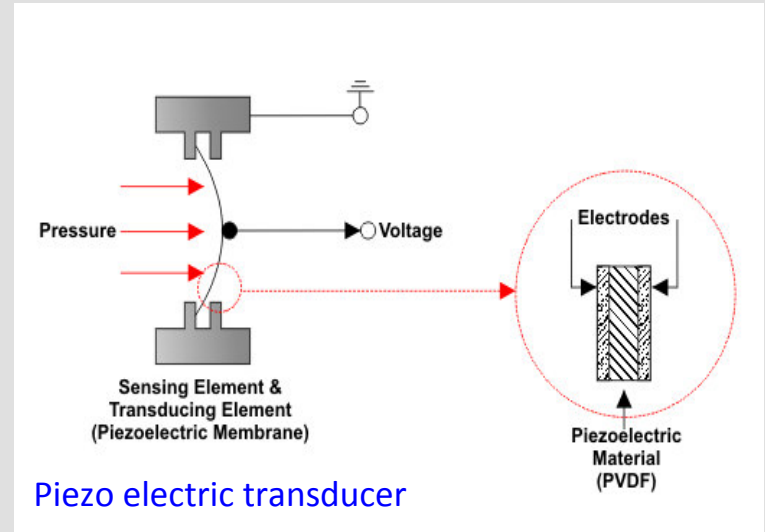 Pressure
Voltage
Electrodes
Sensing Element &
Transducing Element
(Piezoelectric Membrane)
Piezoelectric
Material
(PVDF)
Piezo electric transducer